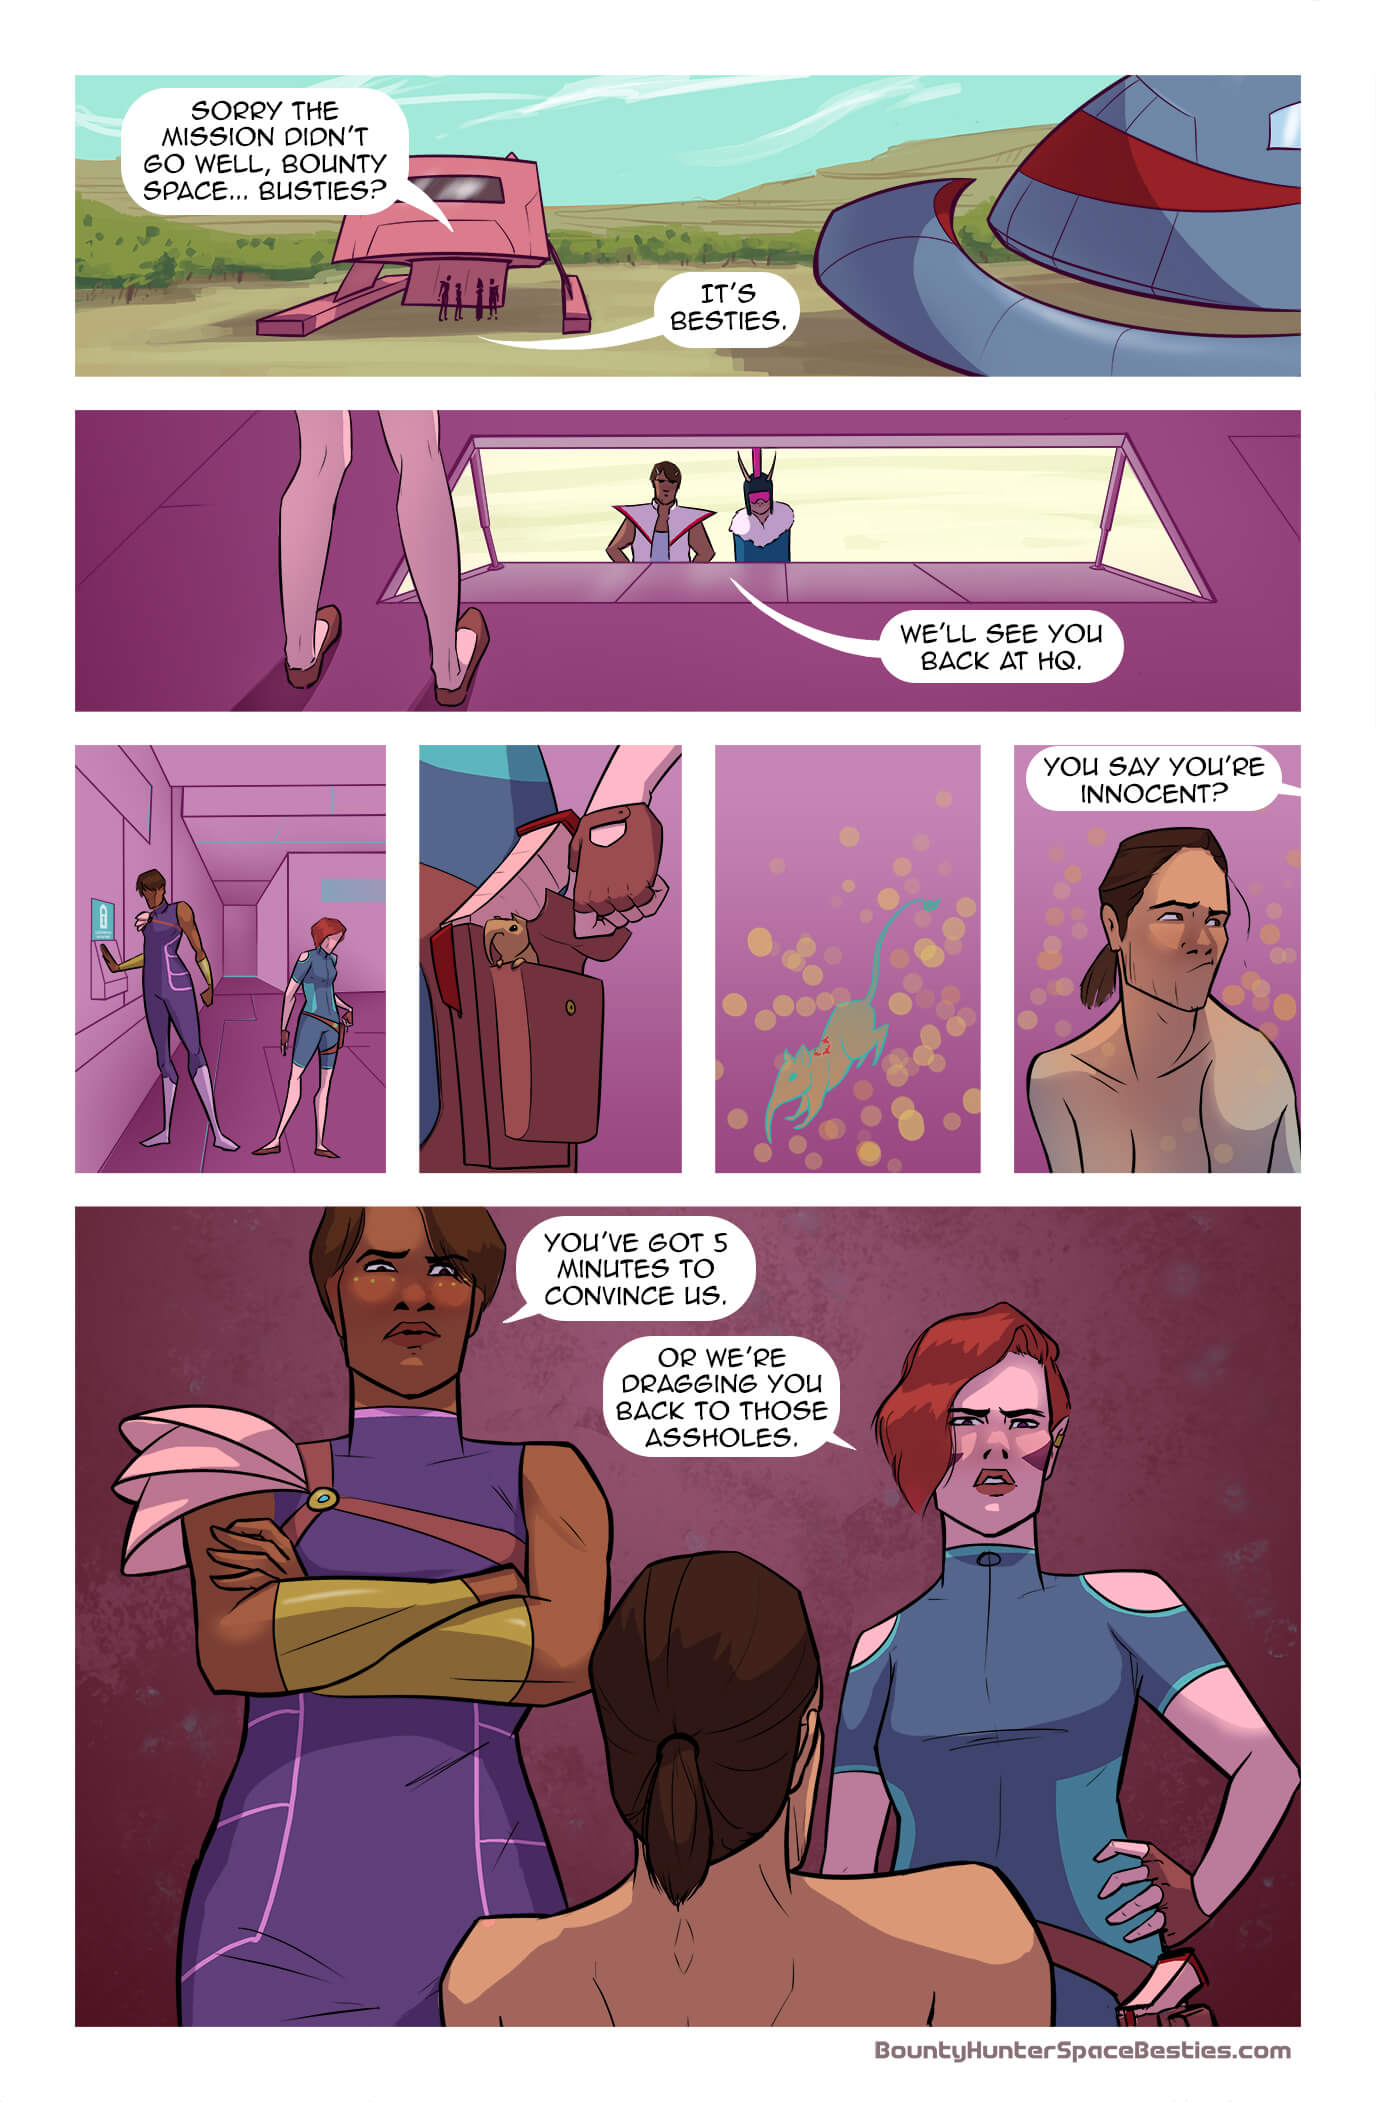 SORRY THE
MISSION DIDN'T
GO WELL, BOUNTY
SPACE... BUSTIES?
IT'S
BESTIES.
WE'LL SEE YOU
BACK AT HQ.
YOU SAY YOU'RE
INNOCENT?
YOU'VE GOT 5
MINUTES TO
CONVINCE US.
OR WE'RE
DRAGGING YOU
BACK TO THOSE
ASSHOLES.
BountyHunterSpaceBesties.com